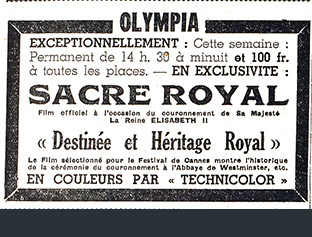 OLYMPIA
EXCEPTIONNELLEMENT : Cette semaine :
Permanent de 14 h. 30 à minuit et 100 fr.
à toutes les places. — EN EXCLUSIVITE :
SACRE ROYAL
Film officiel à l'occasion du couronnement de Sa Majesté
La Reine ELISABETH II
« Destinée et Héritage Royal »
Le Film sélectionné pour le Festival de Cannes montre l'historique
de la cérémonie du couronnement à l'Abbaye de Westminster, etc.
EN COULEURS PAR « TECHNICOLOR »